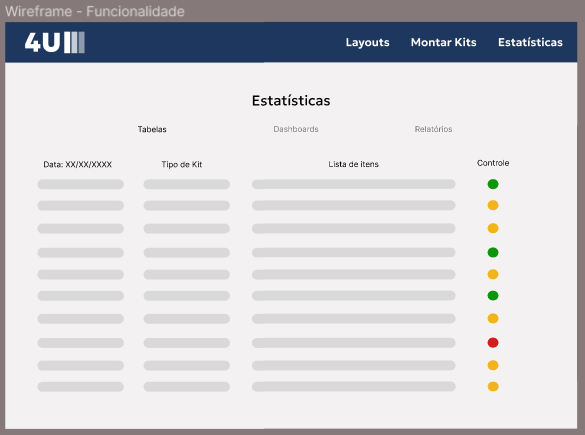 Wireframe - Funcionalidade
4U
Layouts Montar Kits Estatísticas
Estatísticas
Tabelas Dashboards Relatórios
Data: XX/XX/XXXX Tipo de Kit Lista de itens Controle